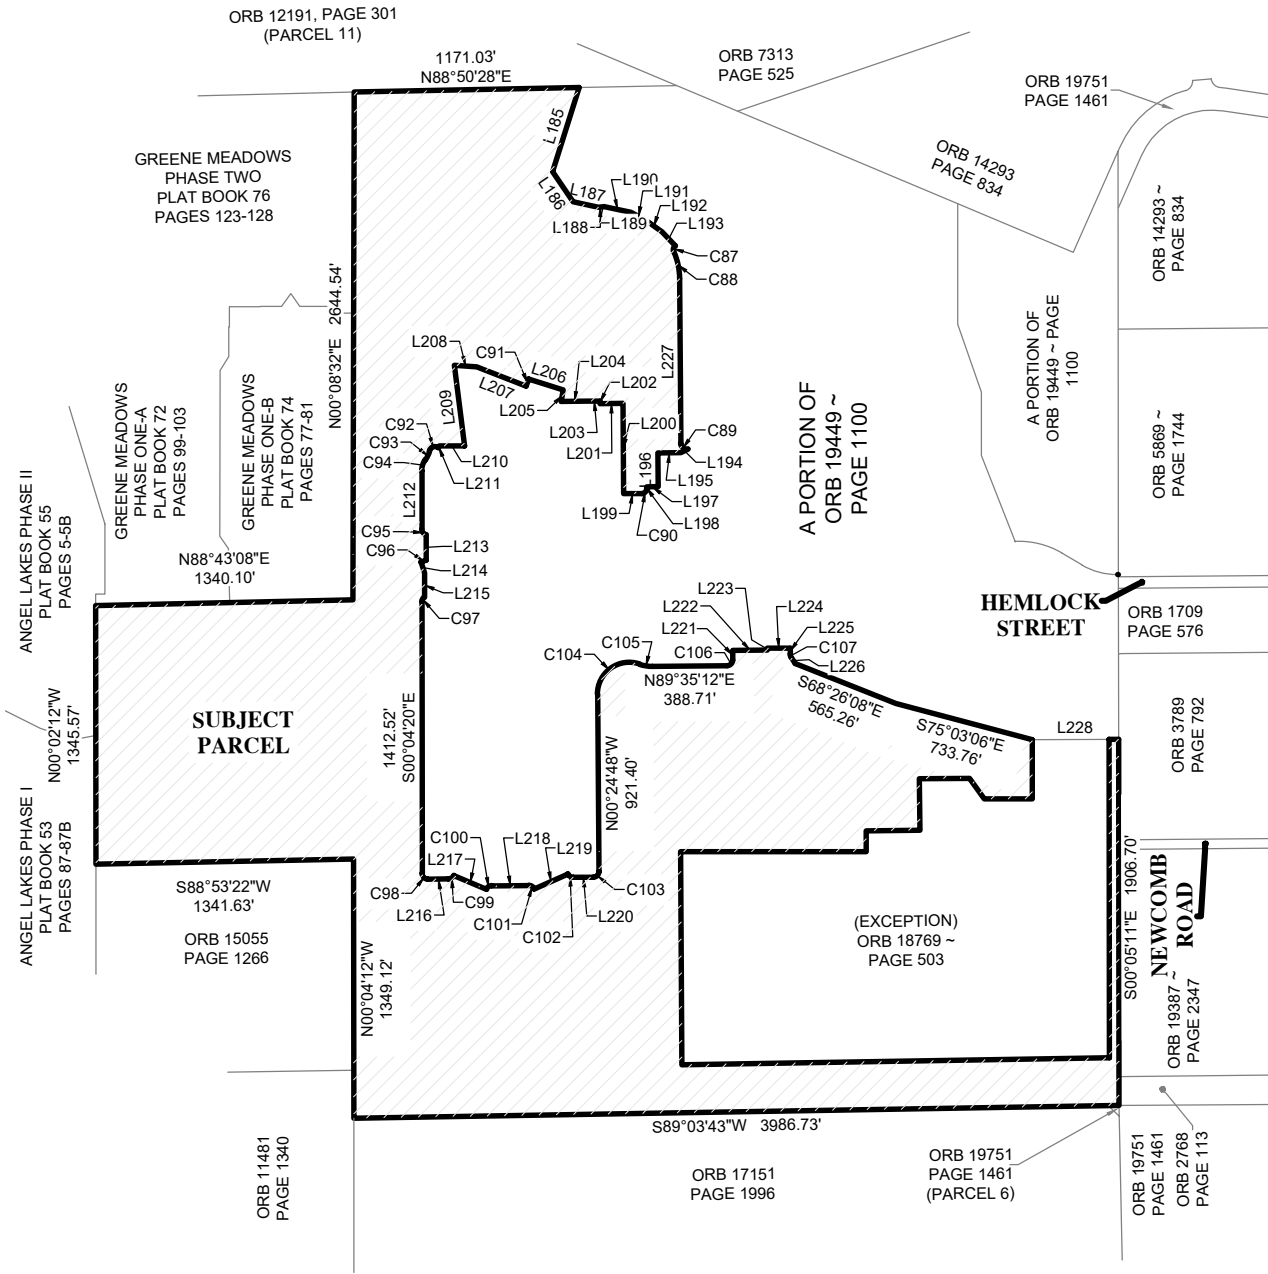 ORB 12191, PAGE 301
(PARCEL 11)
1171.03'
N88°50'28"E
ORB 7313
PAGE 525
ORB 19751
PAGE 1461
ORB 14293
PAGE 834
ORB 14293 ~
PAGE 834
GREENE MEADOWS
PHASE TWO
PLAT BOOK 76
PAGES 123-128
L185
L186
L187
L188
L189
L190
L191
L192
L193
C87
C88
N00°08'32"E 2644.54'
L227
A PORTION OF
ORB 19449 ~ PAGE
1100
A PORTION OF
ORB 19449 ~
PAGE 1100
ORB 5869 ~
PAGE 1744
GREENE MEADOWS
PHASE ONE-A
PLAT BOOK 72
PAGES 99-103
GREENE MEADOWS
PHASE ONE-B
PLAT BOOK 74
PAGES 77-81
L208
C91
L206
L204
L207
L202
L205
L209
L203
L201
L200
C92
C93
C94
L210
L211
C89
L194
L195
196
L197
L198
L199
C90
L212
C95
C96
L213
L214
L215
C97
ANGEL LAKES PHASE II
PLAT BOOK 55
PAGES 5-5B
N88°43'08"E
1340.10'
HEMLOCK
STREET
ORB 1709
PAGE 576
L223
L222
L221
L224
L225
C107
L226
C106
C105
C104
N89°35'12"E
388.71'
S68°26'08"E
565.26'
S75°03'06"E
733.76'
L228
ORB 3789
PAGE 792
SUBJECT
PARCEL
N00°02'12"W
1345.57'
1412.52'
S00°04'20"E
N00°24'48"W
921.40'
ANGEL LAKES PHASE I
PLAT BOOK 53
PAGES 87-87B
C100
L218
L219
L217
C98
C99
L216
C101
C102
L220
C103
S88°53'22"W
1341.63'
ORB 15055
PAGE 1266
N00°04'12"W
1349.12'
(EXCEPTION)
ORB 18769 ~
PAGE 503
S00°05'11"E 1906.70'
NEWCOMB
ROAD
ORB 19387 ~
PAGE 2347
S89°03'43"W 3986.73'
ORB 11481
PAGE 1340
ORB 17151
PAGE 1996
ORB 19751
PAGE 1461
(PARCEL 6)
ORB 19751
PAGE 1461
ORB 2768
PAGE 113